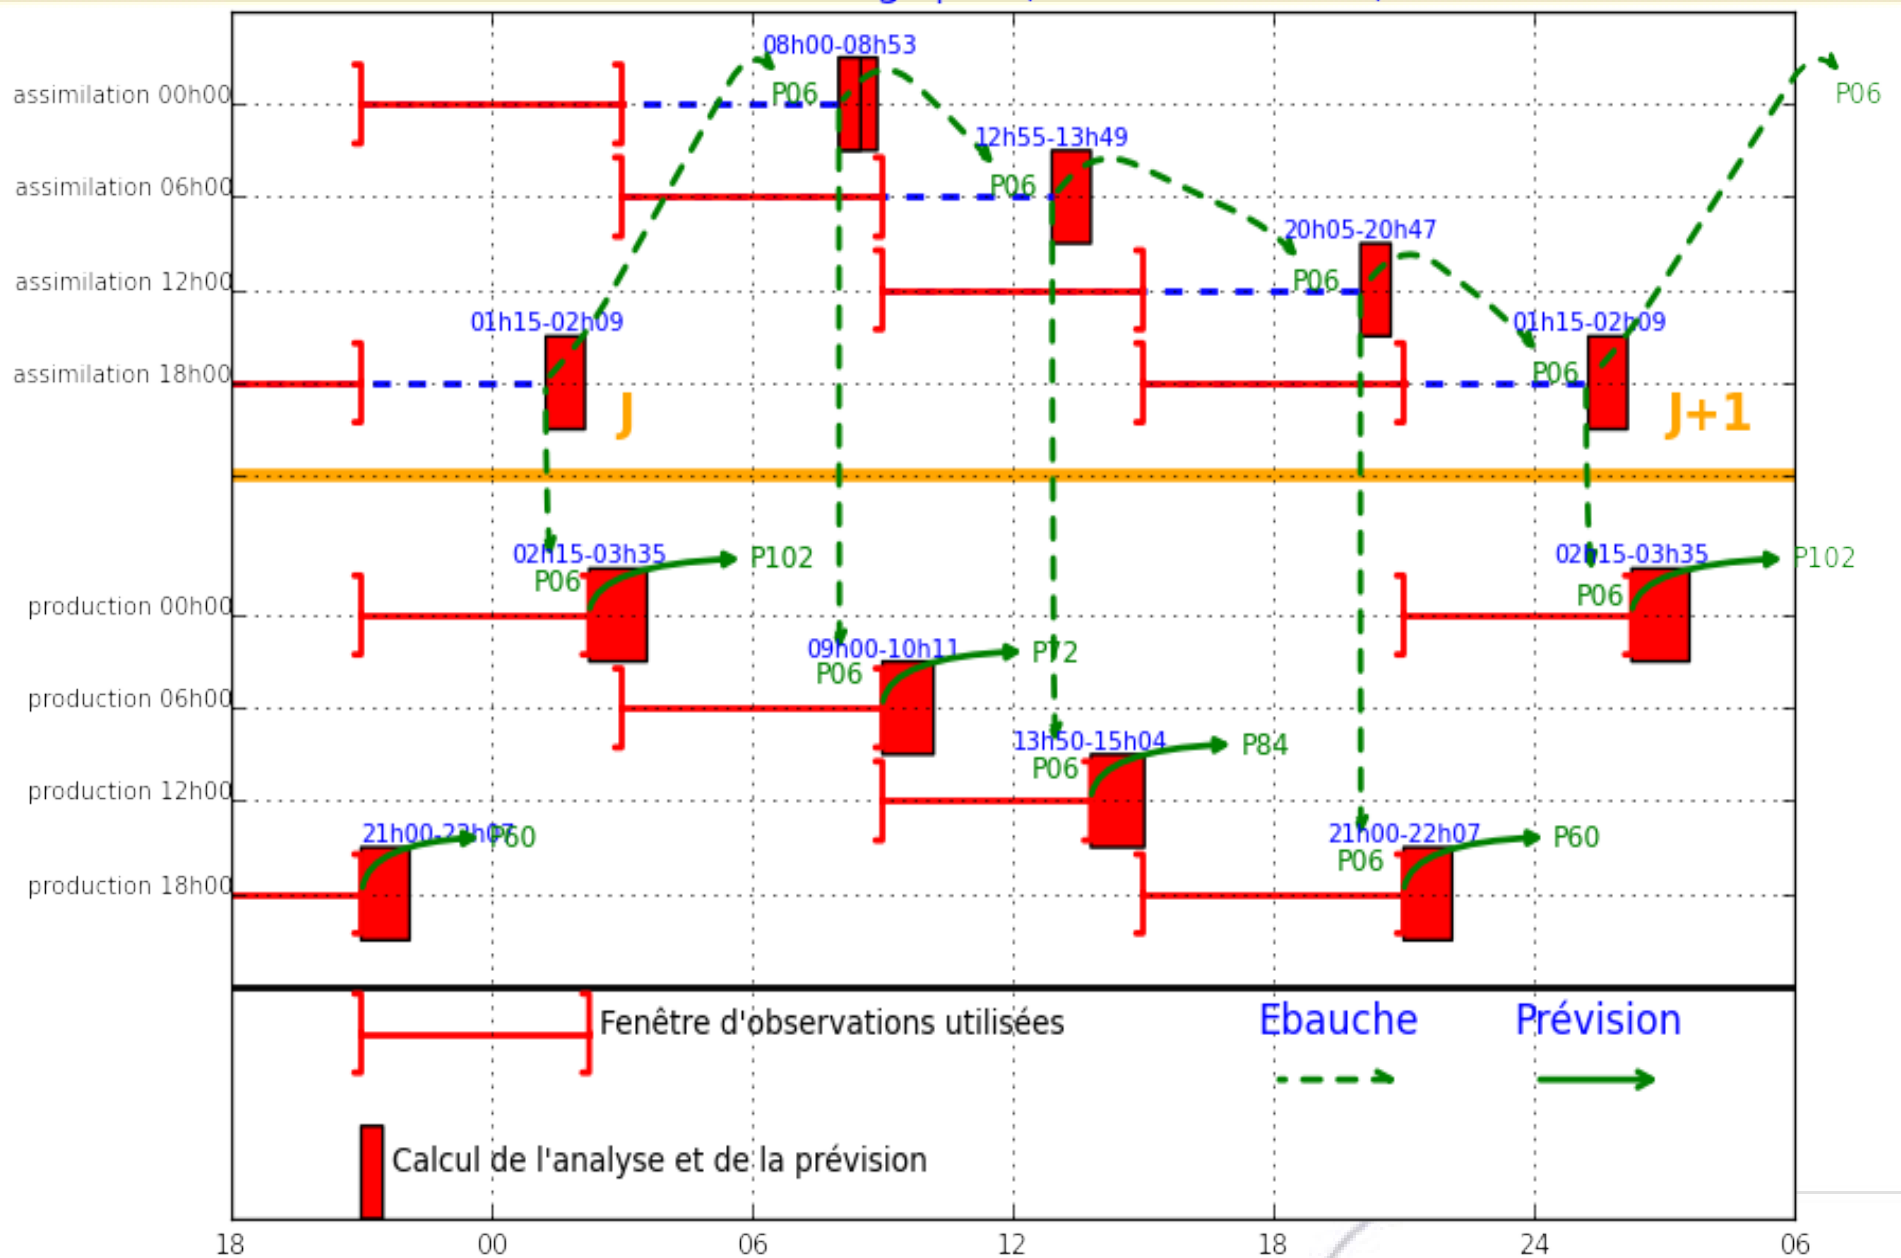 08h00-08h53
assimilation 00h00
P06
P06
12h55-13h49
assimilation 06h00
P06
20h05-20h47
assimilation 12h00
P06
01h15-02h09
01h15-02h09
assimilation 18h00
P06
J
J+1
02h15-03h35
P102
02h15-03h35
P102
P06
P06
production 00h00
09h00-10h11
P72
P06
production 06h00
13h50-15h04
P84
P06
production 12h00
21h00-22h07
P60
21h00-22h07
P60
P06
production 18h00
Fenêtre d'observations utilisées
Ebauche
Prévision
Calcul de l'analyse et de la prévision
18
00
06
12
18
24
06